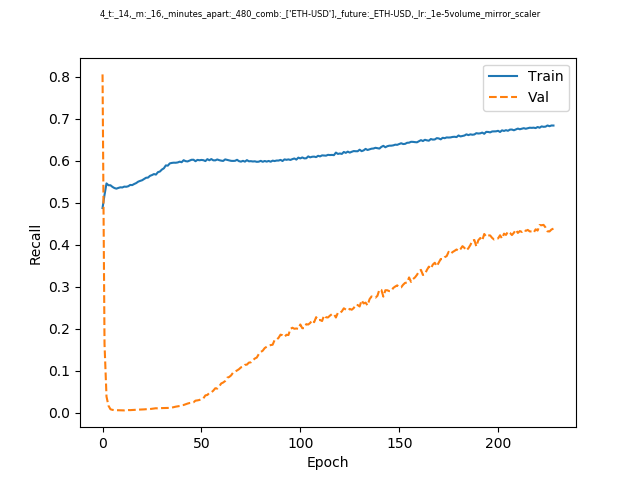 4_t:_14,_m:_16,_minutes_apart:_480_comb:_['ETH-USD'],_future:_ETH-USD,_lr:_1e-5volume_mirror_scaler
Train
Val
0.8
0.7
0.6
0.5
0.4
0.3
0.2
0.1
0.0
Recall
0
50
100
150
200
Epoch